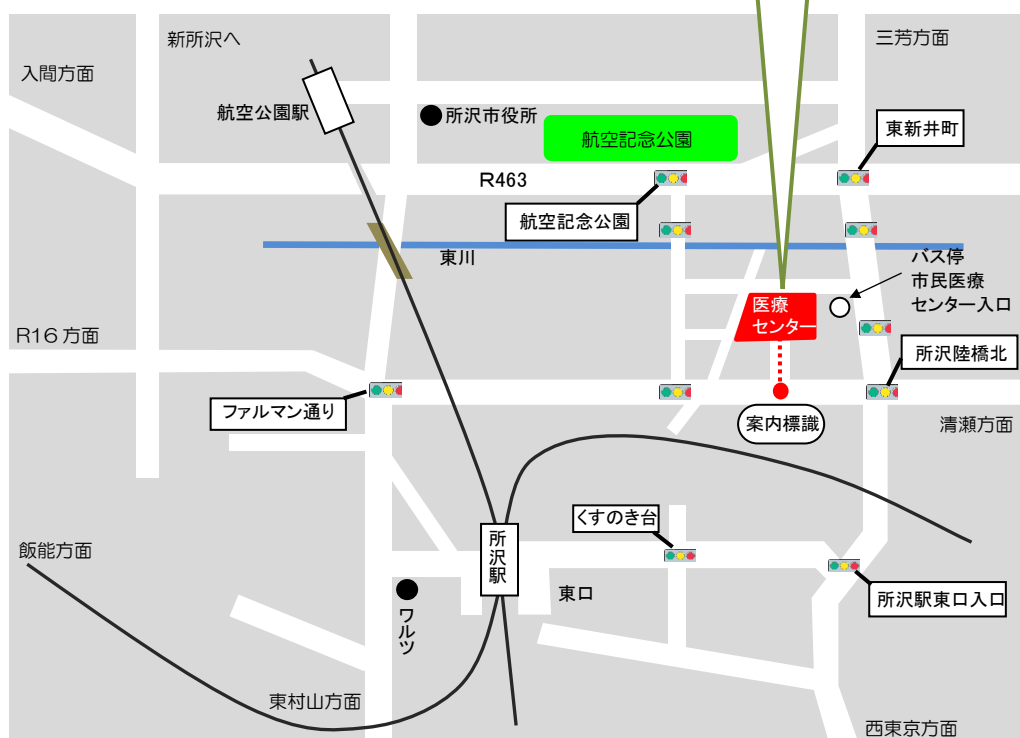 新所沢へ
三芳方面
入間方面
航空公園駅
所沢市役所
東新井町
航空記念公園
R463
航空記念公園
東川
バス停
市民医療
センター入口
医療
センター
R16方面
所沢陸橋北
ファルマン通り
案内標識
清瀬方面
くすのき台
所沢駅
飯能方面
東口
所沢駅東口入口
ワルツ
東村山方面
西東京方面